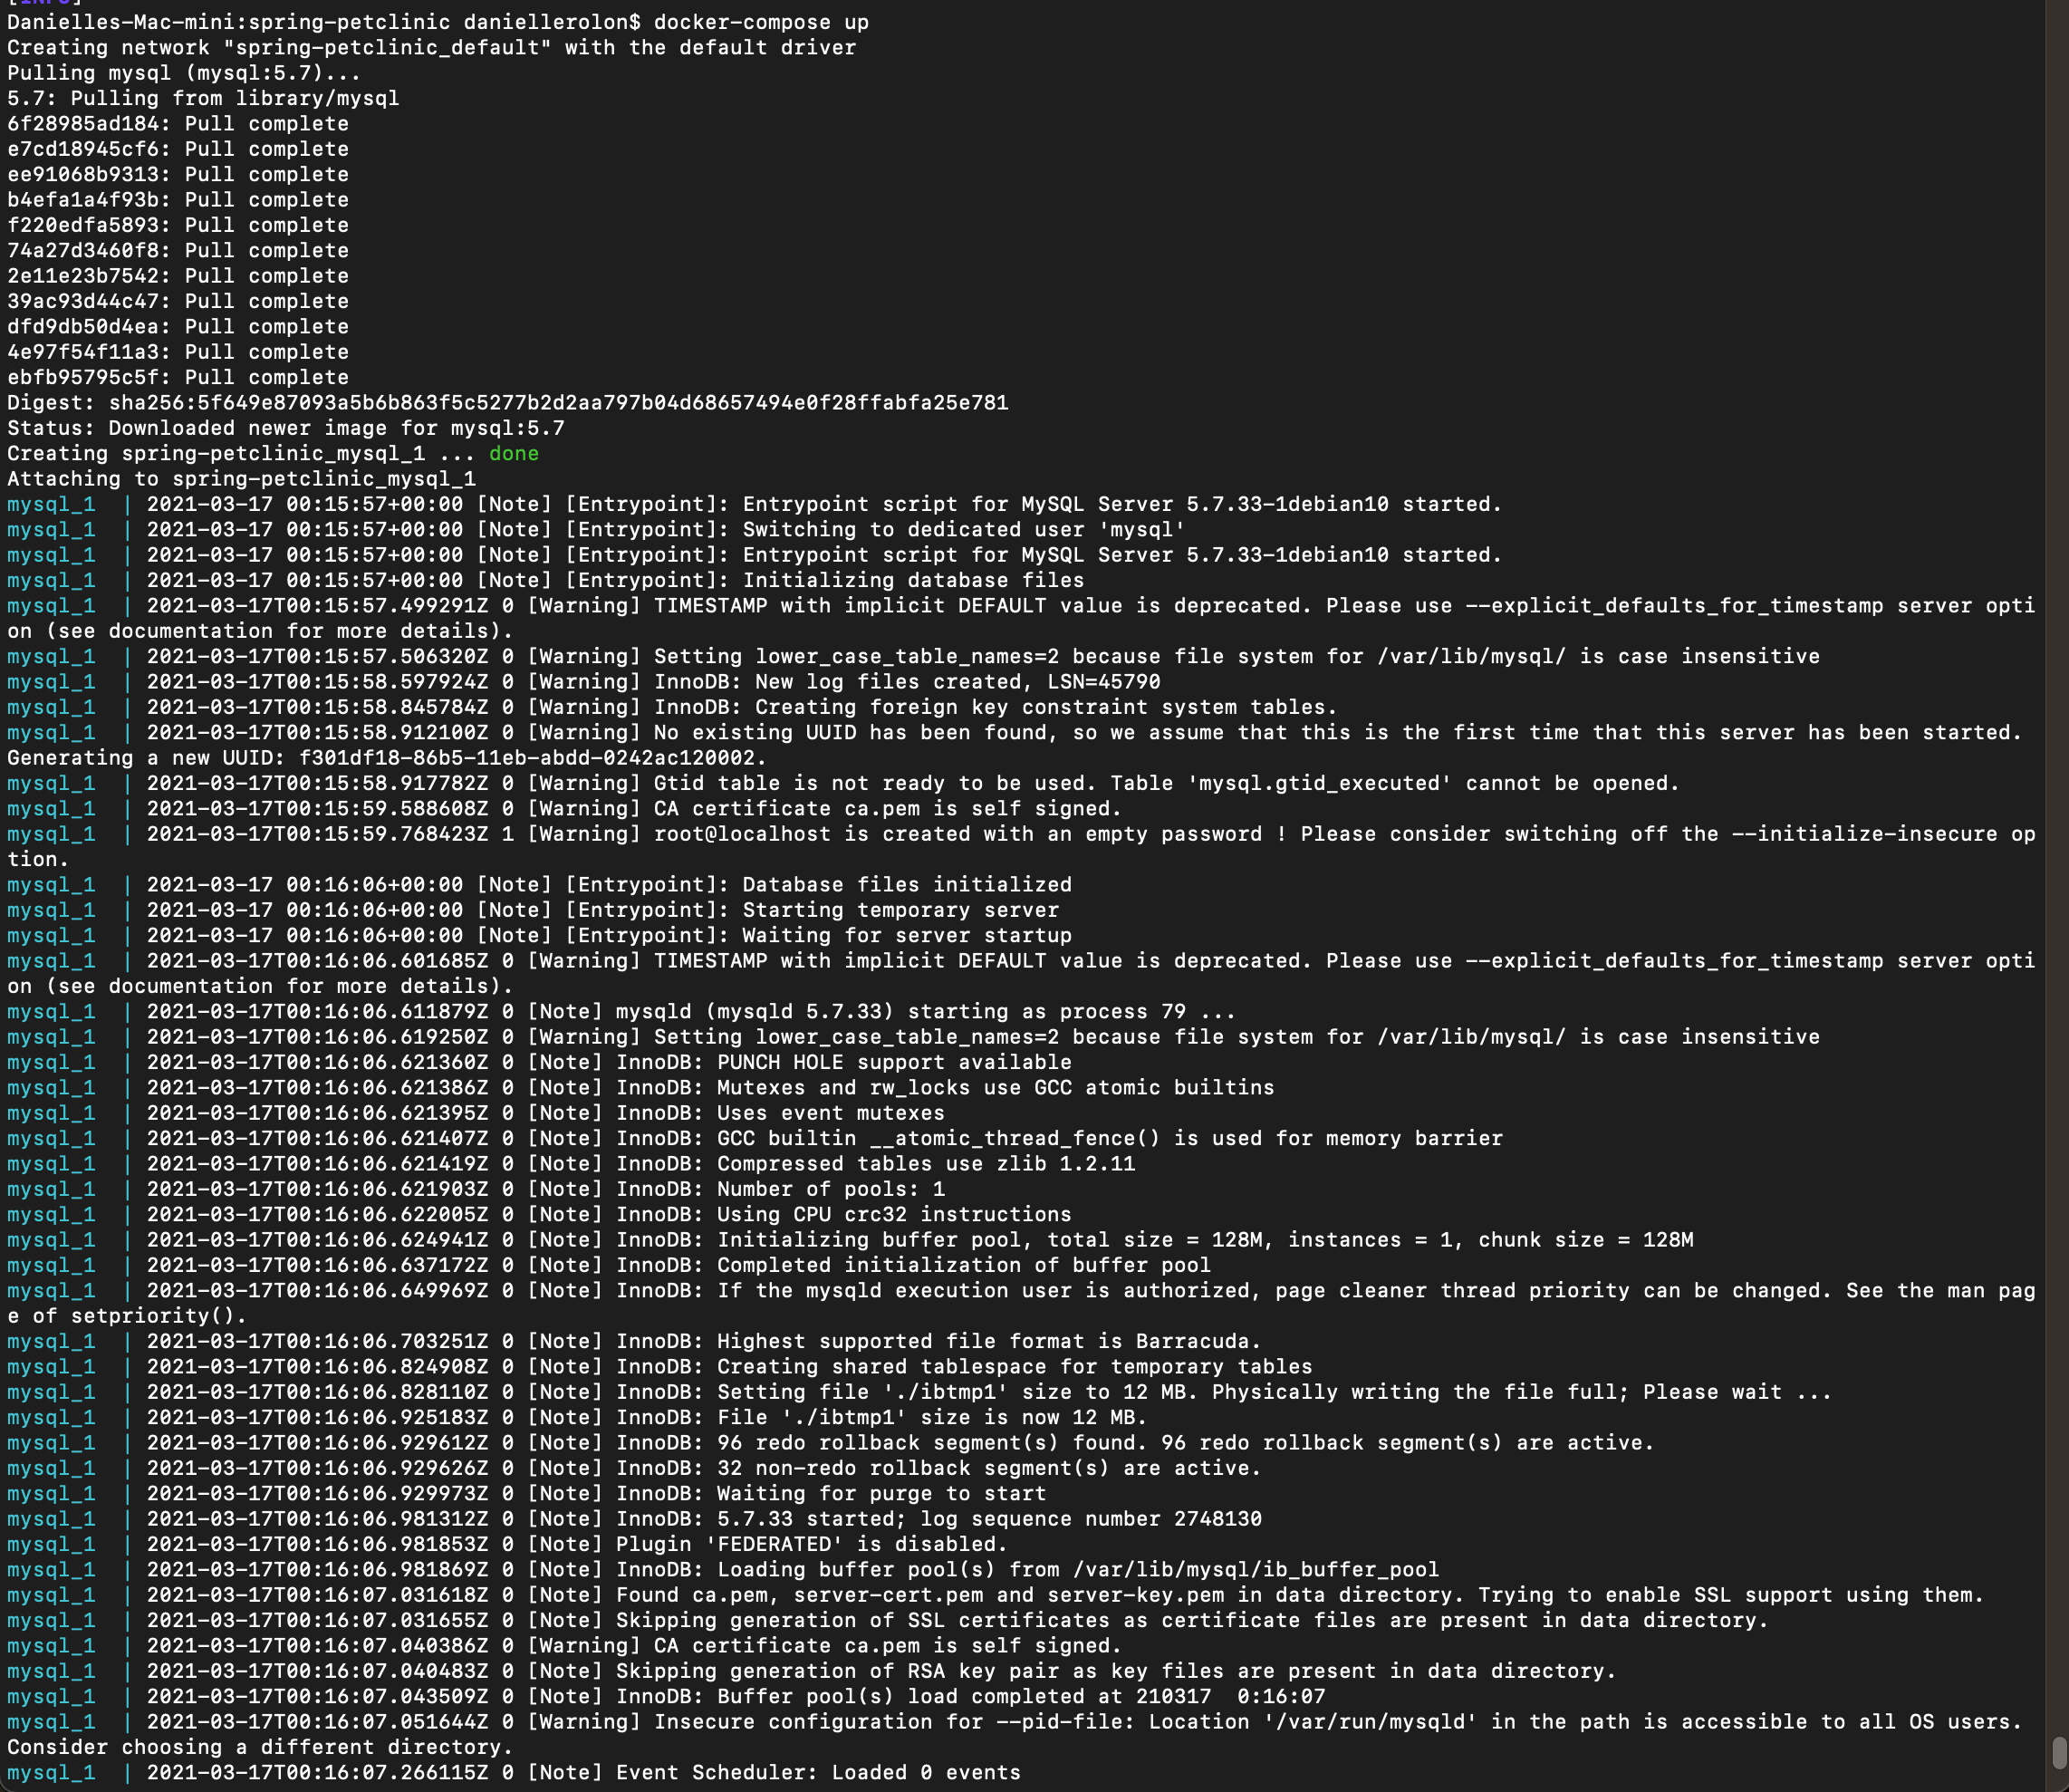 [INFO]
Danielles-Mac-mini:spring-petclinic daniellerolon$ docker-compose up
Creating network "spring-petclinic_default" with the default driver
Pulling mysql (mysql:5.7)...
5.7: Pulling from library/mysql
6f28985ad184: Pull complete
e7cd18945cf6: Pull complete
ee91068b9313: Pull complete
b4efa1a4f93b: Pull complete
f220edfa5893: Pull complete
74a27d3460f8: Pull complete
2e11e23b7542: Pull complete
39ac93d44c47: Pull complete
dfd9db50d4ea: Pull complete
4e97f54f11a3: Pull complete
ebfb95795c5f: Pull complete
Digest: sha256:5f649e87093a5b6b863f5c5277b2d2aa797b04d68657494e0f28ffabfa25e781
Status: Downloaded newer image for mysql:5.7
Creating spring-petclinic_mysql_1 ... done
Attaching to spring-petclinic_mysql_1
mysql_1  | 2021-03-17 00:15:57+00:00 [Note] [Entrypoint]: Entrypoint script for MySQL Server 5.7.33-1debian10 started.
mysql_1  | 2021-03-17 00:15:57+00:00 [Note] [Entrypoint]: Switching to dedicated user 'mysql'
mysql_1  | 2021-03-17 00:15:57+00:00 [Note] [Entrypoint]: Entrypoint script for MySQL Server 5.7.33-1debian10 started.
mysql_1  | 2021-03-17 00:15:57+00:00 [Note] [Entrypoint]: Initializing database files
mysql_1  | 2021-03-17T00:15:57.499291Z 0 [Warning] TIMESTAMP with implicit DEFAULT value is deprecated. Please use --explicit_defaults_for_timestamp server opti
on (see documentation for more details).
mysql_1  | 2021-03-17T00:15:57.506320Z 0 [Warning] Setting lower_case_table_names=2 because file system for /var/lib/mysql/ is case insensitive
mysql_1  | 2021-03-17T00:15:58.597924Z 0 [Warning] InnoDB: New log files created, LSN=45790
mysql_1  | 2021-03-17T00:15:58.845784Z 0 [Warning] InnoDB: Creating foreign key constraint system tables.
mysql_1  | 2021-03-17T00:15:58.912100Z 0 [Warning] No existing UUID has been found, so we assume that this is the first time that this server has been started.
Generating a new UUID: f301df18-86b5-11eb-abdd-0242ac120002.
mysql_1  | 2021-03-17T00:15:58.917782Z 0 [Warning] Gtid table is not ready to be used. Table 'mysql.gtid_executed' cannot be opened.
mysql_1  | 2021-03-17T00:15:59.588608Z 0 [Warning] CA certificate ca.pem is self signed.
mysql_1  | 2021-03-17T00:15:59.768423Z 1 [Warning] root@localhost is created with an empty password ! Please consider switching off the --initialize-insecure op
tion.
mysql_1  | 2021-03-17 00:16:06+00:00 [Note] [Entrypoint]: Database files initialized
mysql_1  | 2021-03-17 00:16:06+00:00 [Note] [Entrypoint]: Starting temporary server
mysql_1  | 2021-03-17 00:16:06+00:00 [Note] [Entrypoint]: Waiting for server startup
mysql_1  | 2021-03-17T00:16:06.601685Z 0 [Warning] TIMESTAMP with implicit DEFAULT value is deprecated. Please use --explicit_defaults_for_timestamp server opti
on (see documentation for more details).
mysql_1  | 2021-03-17T00:16:06.611879Z 0 [Note] mysqld (mysqld 5.7.33) starting as process 79 ...
mysql_1  | 2021-03-17T00:16:06.619250Z 0 [Warning] Setting lower_case_table_names=2 because file system for /var/lib/mysql/ is case insensitive
mysql_1  | 2021-03-17T00:16:06.621360Z 0 [Note] InnoDB: PUNCH HOLE support available
mysql_1  | 2021-03-17T00:16:06.621386Z 0 [Note] InnoDB: Mutexes and rw_locks use GCC atomic builtins
mysql_1  | 2021-03-17T00:16:06.621395Z 0 [Note] InnoDB: Uses event mutexes
mysql_1  | 2021-03-17T00:16:06.621407Z 0 [Note] InnoDB: GCC builtin __atomic_thread_fence() is used for memory barrier
mysql_1  | 2021-03-17T00:16:06.621419Z 0 [Note] InnoDB: Compressed tables use zlib 1.2.11
mysql_1  | 2021-03-17T00:16:06.621903Z 0 [Note] InnoDB: Number of pools: 1
mysql_1  | 2021-03-17T00:16:06.622005Z 0 [Note] InnoDB: Using CPU crc32 instructions
mysql_1  | 2021-03-17T00:16:06.624941Z 0 [Note] InnoDB: Initializing buffer pool, total size = 128M, instances = 1, chunk size = 128M
mysql_1  | 2021-03-17T00:16:06.637172Z 0 [Note] InnoDB: Completed initialization of buffer pool
mysql_1  | 2021-03-17T00:16:06.649969Z 0 [Note] InnoDB: If the mysqld execution user is authorized, page cleaner thread priority can be changed. See the man pag
e of setpriority().
mysql_1  | 2021-03-17T00:16:06.703251Z 0 [Note] InnoDB: Highest supported file format is Barracuda.
mysql_1  | 2021-03-17T00:16:06.824908Z 0 [Note] InnoDB: Creating shared tablespace for temporary tables
mysql_1  | 2021-03-17T00:16:06.828110Z 0 [Note] InnoDB: Setting file './ibtmp1' size to 12 MB. Physically writing the file full; Please wait ...
mysql_1  | 2021-03-17T00:16:06.925183Z 0 [Note] InnoDB: File './ibtmp1' size is now 12 MB.
mysql_1  | 2021-03-17T00:16:06.929612Z 0 [Note] InnoDB: 96 redo rollback segment(s) found. 96 redo rollback segment(s) are active.
mysql_1  | 2021-03-17T00:16:06.929626Z 0 [Note] InnoDB: 32 non-redo rollback segment(s) are active.
mysql_1  | 2021-03-17T00:16:06.929973Z 0 [Note] InnoDB: Waiting for purge to start
mysql_1  | 2021-03-17T00:16:06.981312Z 0 [Note] InnoDB: 5.7.33 started; log sequence number 2748130
mysql_1  | 2021-03-17T00:16:06.981853Z 0 [Note] Plugin 'FEDERATED' is disabled.
mysql_1  | 2021-03-17T00:16:06.981869Z 0 [Note] InnoDB: Loading buffer pool(s) from /var/lib/mysql/ib_buffer_pool
mysql_1  | 2021-03-17T00:16:07.031618Z 0 [Note] Found ca.pem, server-cert.pem and server-key.pem in data directory. Trying to enable SSL support using them.
mysql_1  | 2021-03-17T00:16:07.031655Z 0 [Note] Skipping generation of SSL certificates as certificate files are present in data directory.
mysql_1  | 2021-03-17T00:16:07.040386Z 0 [Warning] CA certificate ca.pem is self signed.
mysql_1  | 2021-03-17T00:16:07.040483Z 0 [Note] Skipping generation of RSA key pair as key files are present in data directory.
mysql_1  | 2021-03-17T00:16:07.043509Z 0 [Note] InnoDB: Buffer pool(s) load completed at 210317  0:16:07
mysql_1  | 2021-03-17T00:16:07.051644Z 0 [Warning] Insecure configuration for --pid-file: Location '/var/run/mysqld' in the path is accessible to all OS users.
Consider choosing a different directory.
mysql_1  | 2021-03-17T00:16:07.266115Z 0 [Note] Event Scheduler: Loaded 0 events